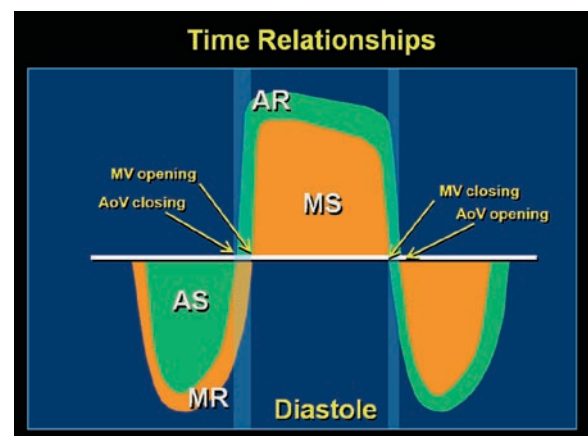 Time Relationships
AR
MV opening
AoV closing
MS
MV closing
AoV opening
AS
MR
Diastole